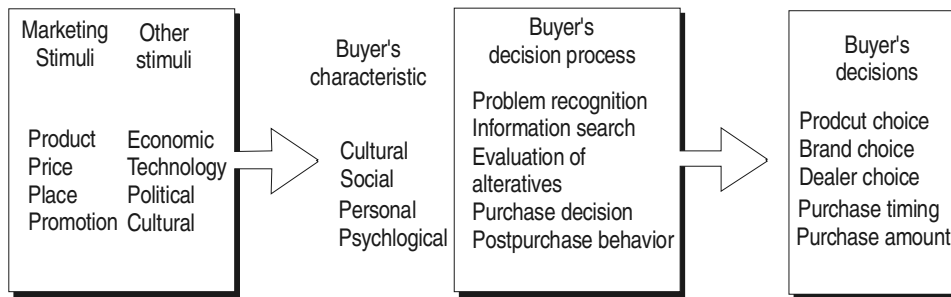 Marketing
Stimuli
Product
Price
Place
Promotion
Other
stimuli
Economic
Technology
Political
Cultural
Buyer's
characteristic
Cultural
Social
Personal
Psychlogical
Buyer's
decision process
Problem recognition
Information search
Evaluation of
alteratives
Purchase decision
Postpurchase behavior
Buyer's
decisions
Prodcut choice
Brand choice
Dealer choice
Purchase timing
Purchase amount